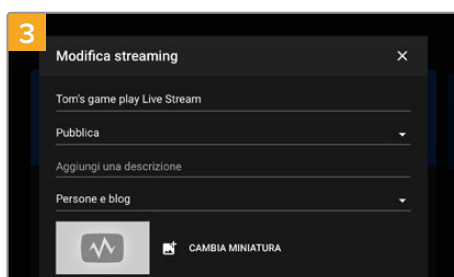 3
Modifica streaming
Tom's game play Live Stream
Pubblica
Aggiungi una descrizione
Persone e blog
CAMBIA MINIATURA